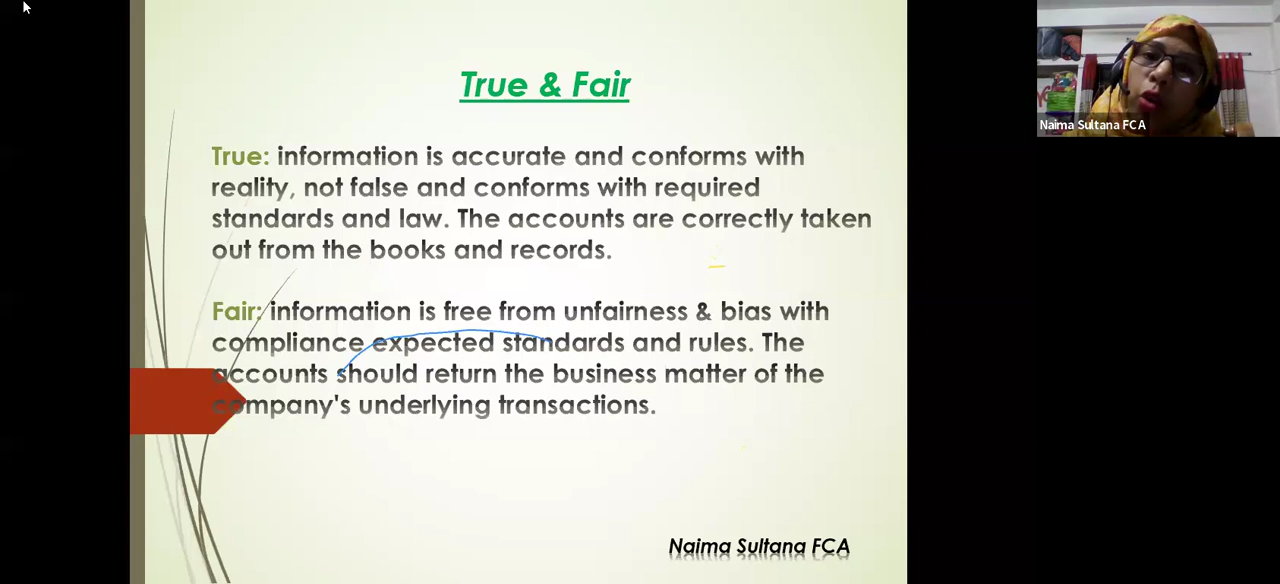 True & Fair
True: information is accurate and conforms with
reality, not false and conforms with required
standards and law. The accounts are correctly taken
out from the books and records.
Fair: information is free from unfairness & bias with
compliance expected standards and rules. The
accounts should return the business matter of the
company's underlying transactions.
Naima Sultana FCA
Naima Sultana FCA